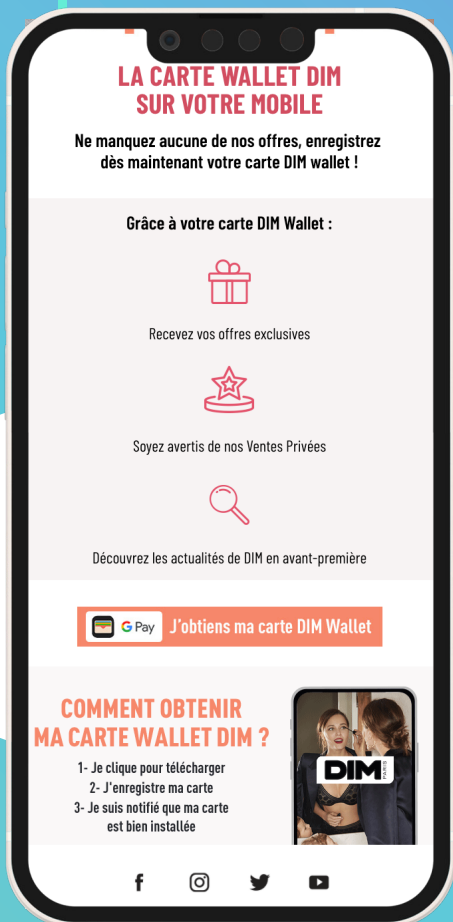 LA CARTE WALLET DIM
SUR VOTRE MOBILE
Ne manquez aucune de nos offres, enregistrez
dès maintenant votre carte DIM wallet !
Grâce à votre carte DIM Wallet :
Recevez vos offres exclusives
Soyez avertis de nos Ventes Privées
Découvrez les actualités de DIM en avant-première
G Pay J'obtiens ma carte DIM Wallet
COMMENT OBTENIR
MA CARTE WALLET DIM ?
1- Je clique pour télécharger
2- J'enregistre ma carte
3- Je suis notifié que ma carte
est bien installée
DIM PARIS